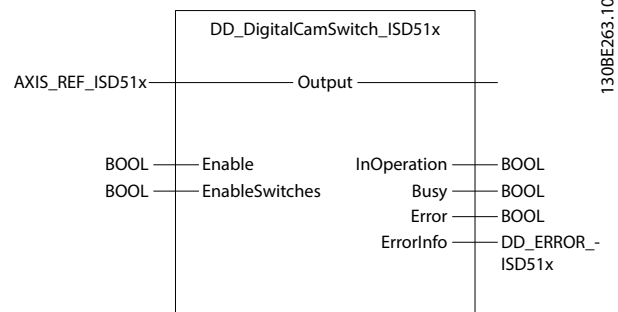 DD_DigitalCamSwitch_ISD51x
AXIS_REF_ISD51x Output
BOOL Enable InOperation BOOL
BOOL EnableSwitches Busy BOOL
Error BOOL
ErrorInfo DD_ERROR_-
ISD51x
130BE263.10